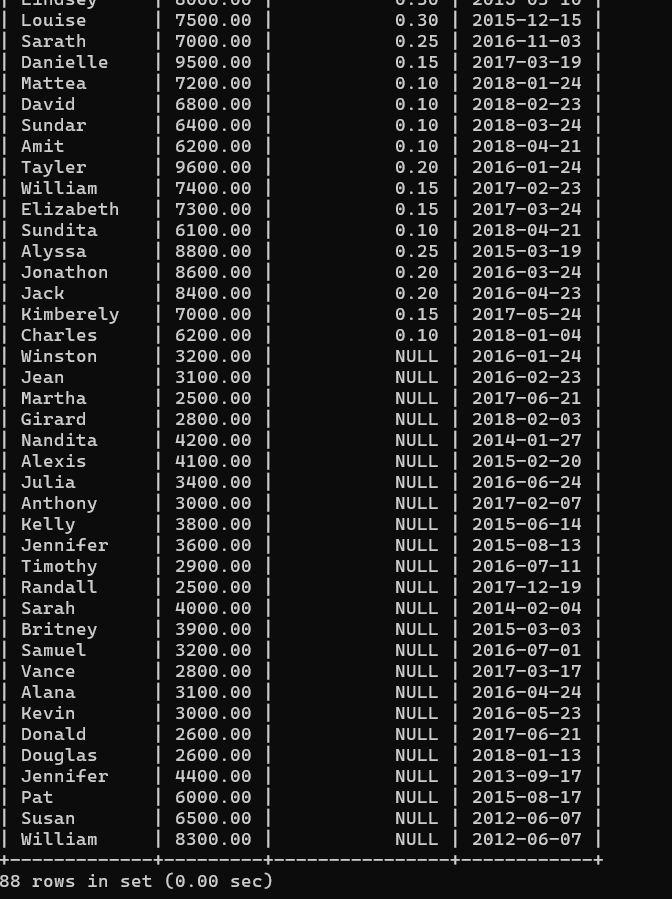 | Lindsey     | 8000.00 |           0.30 | 2015-03-10 |
| Louise      | 7500.00 |           0.30 | 2015-12-15 |
| Sarath      | 7000.00 |           0.25 | 2016-11-03 |
| Danielle    | 9500.00 |           0.15 | 2017-03-19 |
| Mattea      | 7200.00 |           0.10 | 2018-01-24 |
| David       | 6800.00 |           0.10 | 2018-02-23 |
| Sundar      | 6400.00 |           0.10 | 2018-03-24 |
| Amit        | 6200.00 |           0.10 | 2018-04-21 |
| Tayler      | 9600.00 |           0.20 | 2016-01-24 |
| William     | 7400.00 |           0.15 | 2017-02-23 |
| Elizabeth   | 7300.00 |           0.15 | 2017-03-24 |
| Sundita     | 6100.00 |           0.10 | 2018-04-21 |
| Alyssa      | 8800.00 |           0.25 | 2015-03-19 |
| Jonathon    | 8600.00 |           0.20 | 2016-03-24 |
| Jack        | 8400.00 |           0.20 | 2016-04-23 |
| Kimberely   | 7000.00 |           0.15 | 2017-05-24 |
| Charles     | 6200.00 |           0.10 | 2018-01-04 |
| Winston     | 3200.00 |           NULL | 2016-01-24 |
| Jean        | 3100.00 |           NULL | 2016-02-23 |
| Martha      | 2500.00 |           NULL | 2017-06-21 |
| Girard      | 2800.00 |           NULL | 2018-02-03 |
| Nandita     | 4200.00 |           NULL | 2014-01-27 |
| Alexis      | 4100.00 |           NULL | 2015-02-20 |
| Julia       | 3400.00 |           NULL | 2016-06-24 |
| Anthony     | 3000.00 |           NULL | 2017-02-07 |
| Kelly       | 3800.00 |           NULL | 2015-06-14 |
| Jennifer    | 3600.00 |           NULL | 2015-08-13 |
| Timothy     | 2900.00 |           NULL | 2016-07-11 |
| Randall     | 2500.00 |           NULL | 2017-12-19 |
| Sarah       | 4000.00 |           NULL | 2014-02-04 |
| Britney     | 3900.00 |           NULL | 2015-03-03 |
| Samuel      | 3200.00 |           NULL | 2016-07-01 |
| Vance       | 2800.00 |           NULL | 2017-03-17 |
| Alana       | 3100.00 |           NULL | 2016-04-24 |
| Kevin       | 3000.00 |           NULL | 2016-05-23 |
| Donald      | 2600.00 |           NULL | 2017-06-21 |
| Douglas     | 2600.00 |           NULL | 2018-01-13 |
| Jennifer    | 4400.00 |           NULL | 2013-09-17 |
| Pat         | 6000.00 |           NULL | 2015-08-17 |
| Susan       | 6500.00 |           NULL | 2012-06-07 |
| William     | 8300.00 |           NULL | 2012-06-07 |
+-------------+---------+----------------+------------+
88 rows in set (0.00 sec)